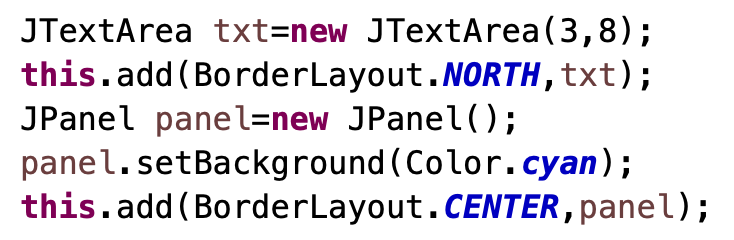 JTextArea txt=new JTextArea(3,8);
this.add(BorderLayout.NORTH,txt);
JPanel panel=new JPanel();
panel.setBackground(Color.cyan);
this.add(BorderLayout.CENTER,panel);